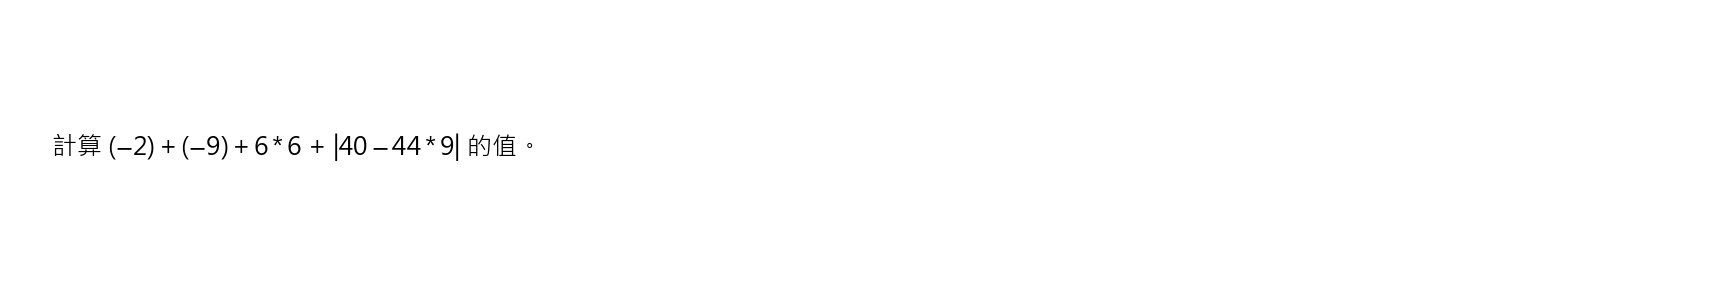 計算 (−2) + (−9) + 6 * 6 + |40 − 44 * 9| 的值。